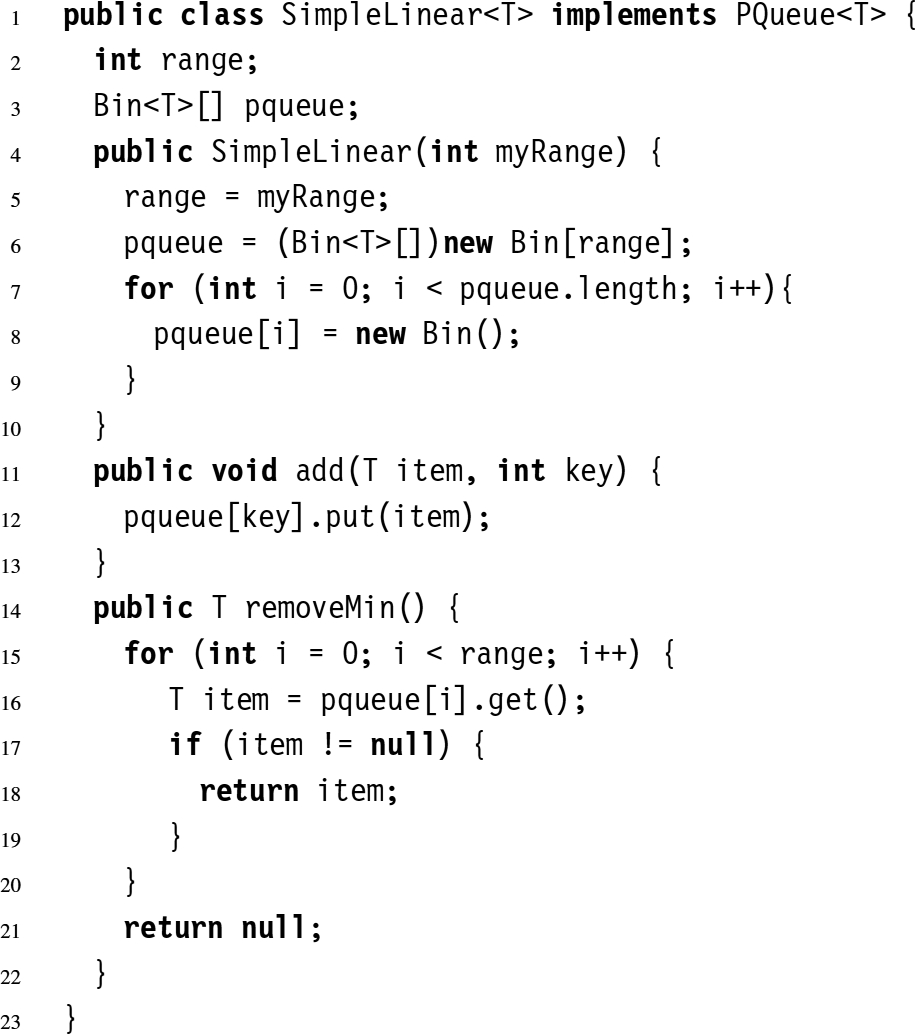 1 public class SimpleLinear<T> implements PQueue<T> {
2 int range;
3 Bin<T>[] pqueue;
4 public SimpleLinear(int myRange) {
5 range = myRange;
6 pqueue = (Bin<T>[])new Bin[range];
7 for (int i = 0; i < pqueue.length; i++){
8 pqueue[i] = new Bin();
9 }
10 }
11 public void add(T item, int key) {
12 pqueue[key].put(item);
13 }
14 public T removeMin() {
15 for (int i = 0; i < range; i++) {
16 T item = pqueue[i].get();
17 if (item != null) {
18 return item;
19 }
20 }
21 return null;
22 }
23 }